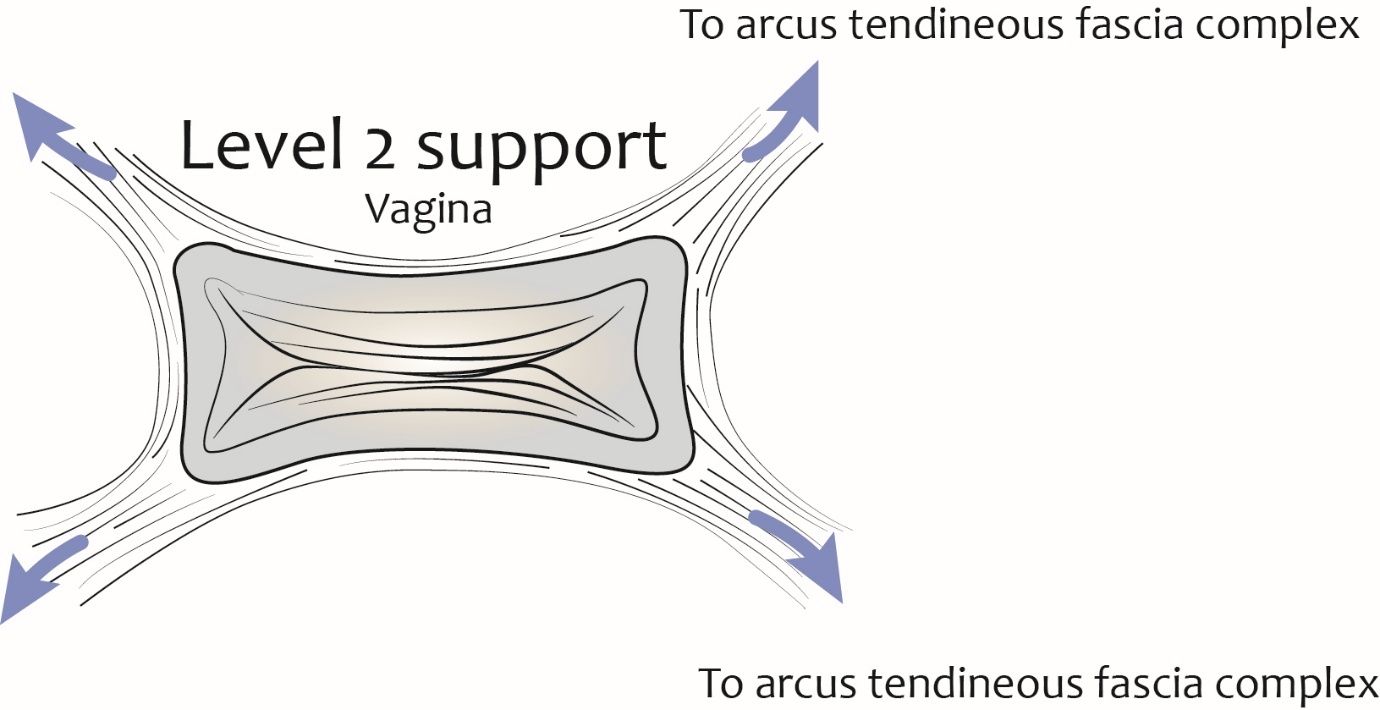 To arcus tendineous fascia complex
Level 2 support
Vagina
To arcus tendineous fascia complex